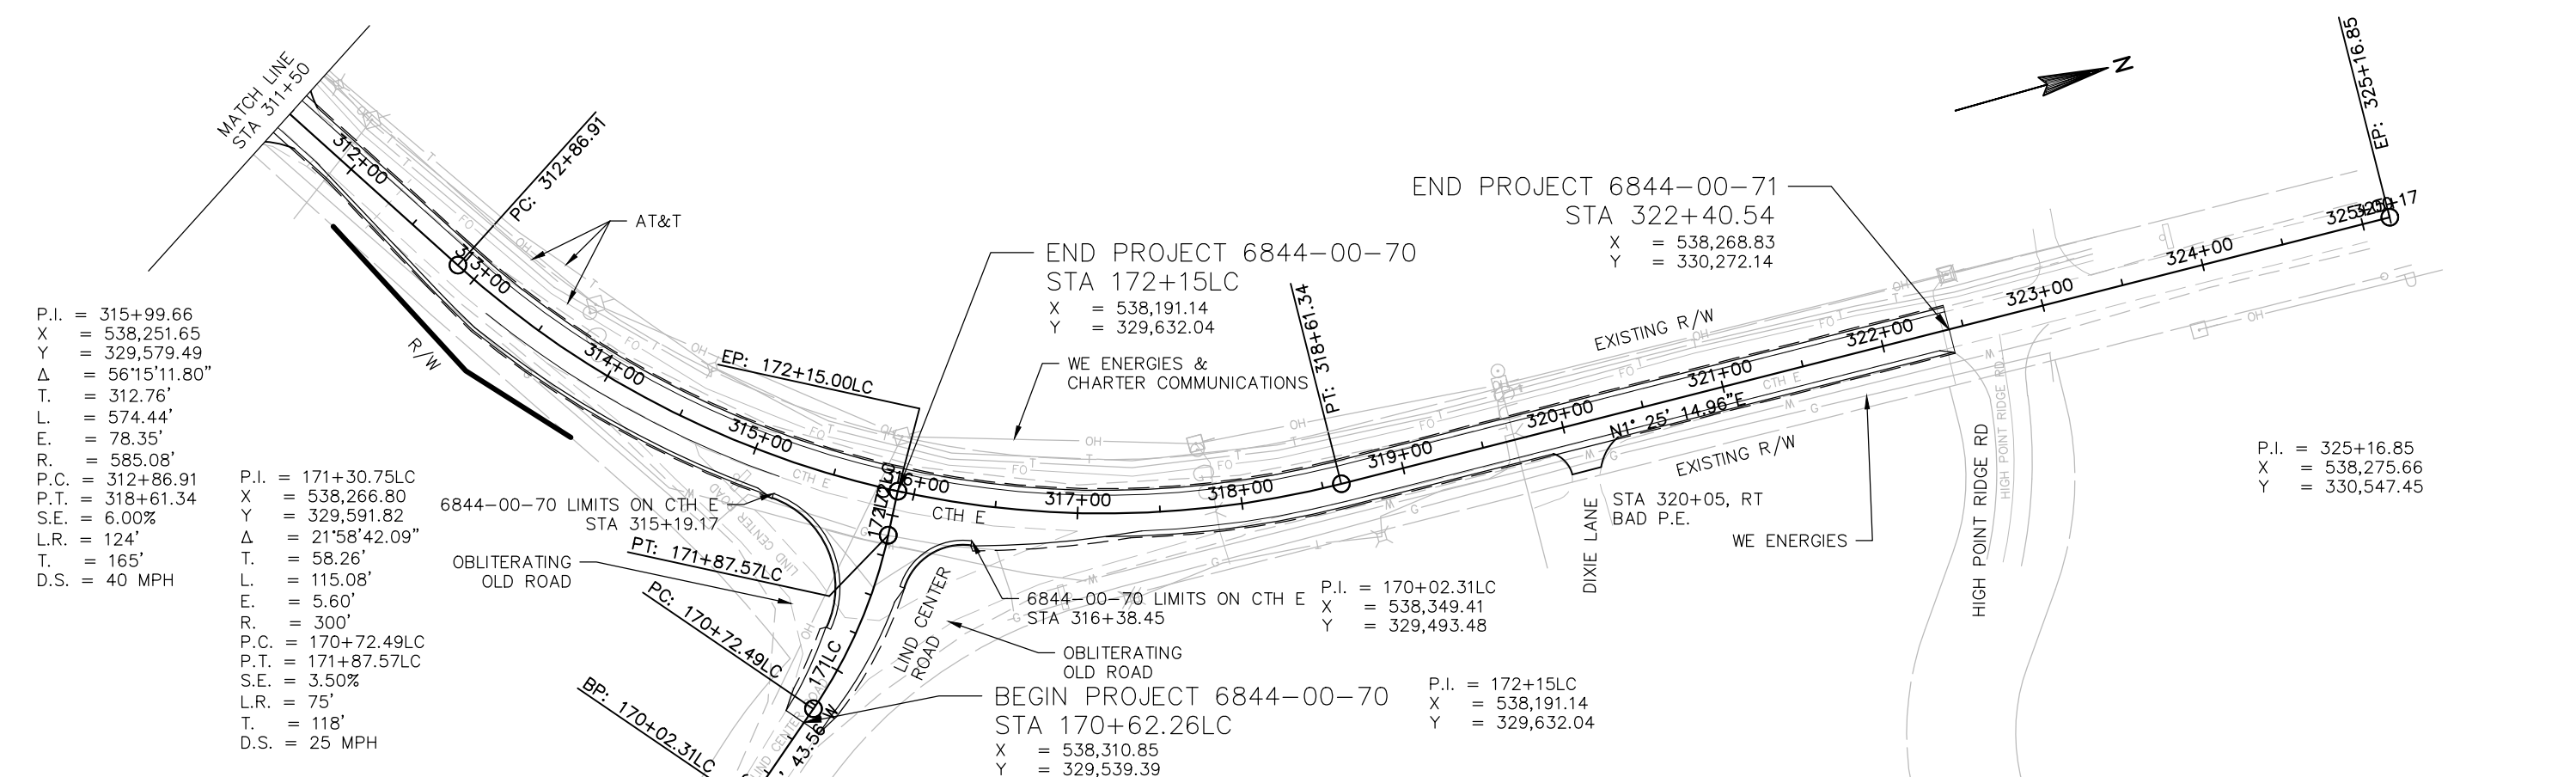 MATCH LINE
STA 311+50
312+00
PC: 312+86.91
313+00
AT&T
R/W
314+00
315+00
EP: 172+15.00LC
END PROJECT 6844-00-70
STA 172+15LC
X = 538,191.14
Y = 329,632.04
WE ENERGIES &
CHARTER COMMUNICATIONS
END PROJECT 6844-00-71
STA 322+40.54
X = 538,268.83
Y = 330,272.14
N
EP: 325+16.85
PT: 318+61.34
EXISTING R/W
316+00
317+00
318+00
319+00
320+00
321+00
322+00
323+00
324+00
CTH E
CTH E
CTH E
N1° 25' 14.96"E
EXISTING R/W
P.I. = 315+99.66
X = 538,251.65
Y = 329,579.49
Δ = 56°15'11.80"
T. = 312.76'
L. = 574.44'
E. = 78.35'
R. = 585.08'
P.C. = 312+86.91
P.T. = 318+61.34
S.E. = 6.00%
L.R. = 124'
T. = 165'
D.S. = 40 MPH
P.I. = 171+30.75LC
X = 538,266.80
Y = 329,591.82
Δ = 21°58'42.09"
T. = 58.26'
L. = 115.08'
E. = 5.60'
R. = 300'
P.C. = 170+72.49LC
P.T. = 171+87.57LC
S.E. = 3.50%
L.R. = 75'
T. = 118'
D.S. = 25 MPH
6844-00-70 LIMITS ON CTH E
STA 315+19.17
OBLITERATING
OLD ROAD
PT: 171+87.57LC
PC: 170+72.49LC
BP: 170+02.31LC
171LC
LIND CENTER
ROAD
LIND CENTER
ROAD
6844-00-70 LIMITS ON CTH E
STA 316+38.45
OBLITERATING
OLD ROAD
BEGIN PROJECT 6844-00-70
STA 170+62.26LC
X = 538,310.85
Y = 329,539.39
P.I. = 170+02.31LC
X = 538,349.41
Y = 329,493.48
P.I. = 172+15LC
X = 538,191.14
Y = 329,632.04
DIXIE LANE
STA 320+05, RT
BAD P.E.
WE ENERGIES
HIGH POINT RIDGE RD
HIGH POINT RIDGE RD
P.I. = 325+16.85
X = 538,275.66
Y = 330,547.45